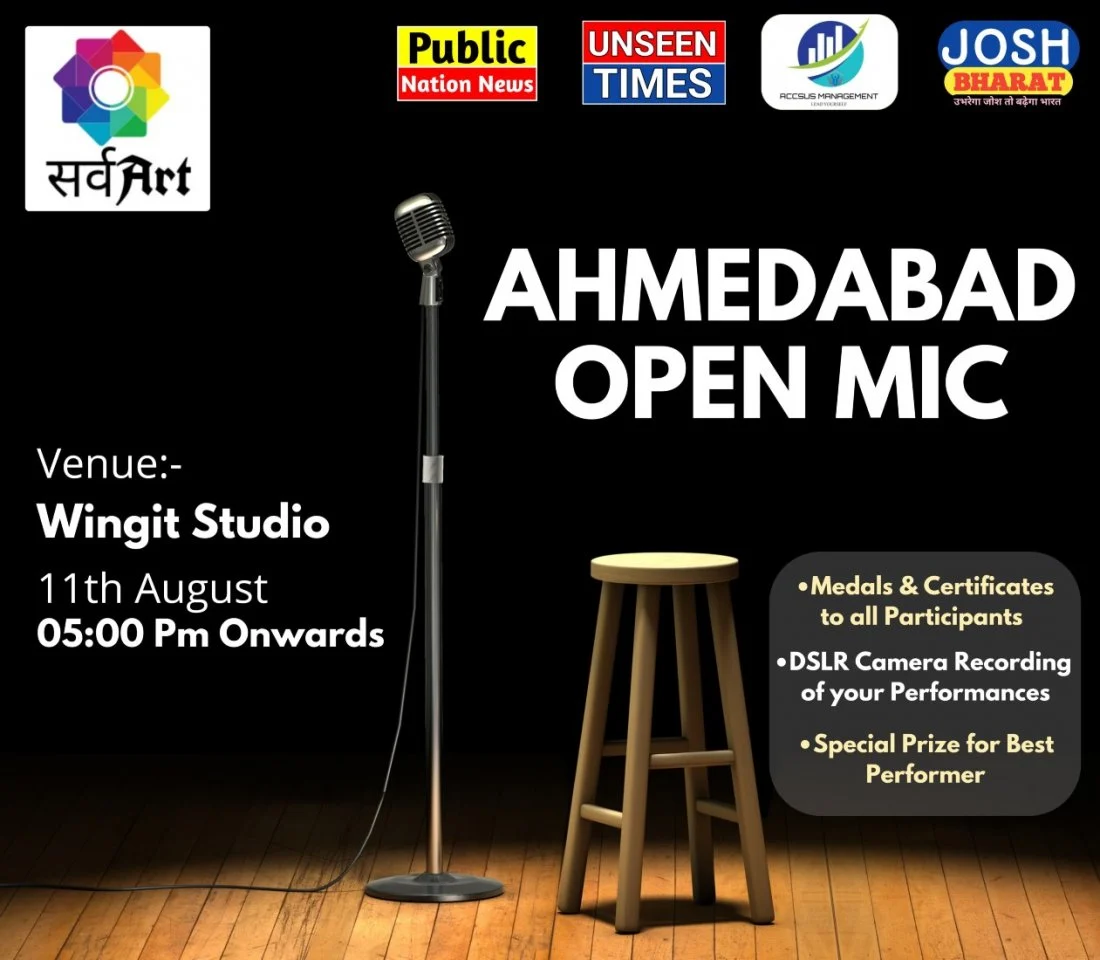 सर्वArt
Public
Nation News
UNSEEN
TIMES
ACCSUS MANAGEMENT
LEAD YOURSELF
JOSH
BHARAT
उभरेगा जोश तो बढ़ेगा भारत
AHMEDABAD
OPEN MIC
Venue:-
Wingit Studio
11th August
05:00 Pm Onwards
•Medals & Certificates
to all Participants
•DSLR Camera Recording
of your Performances
•Special Prize for Best
Performer